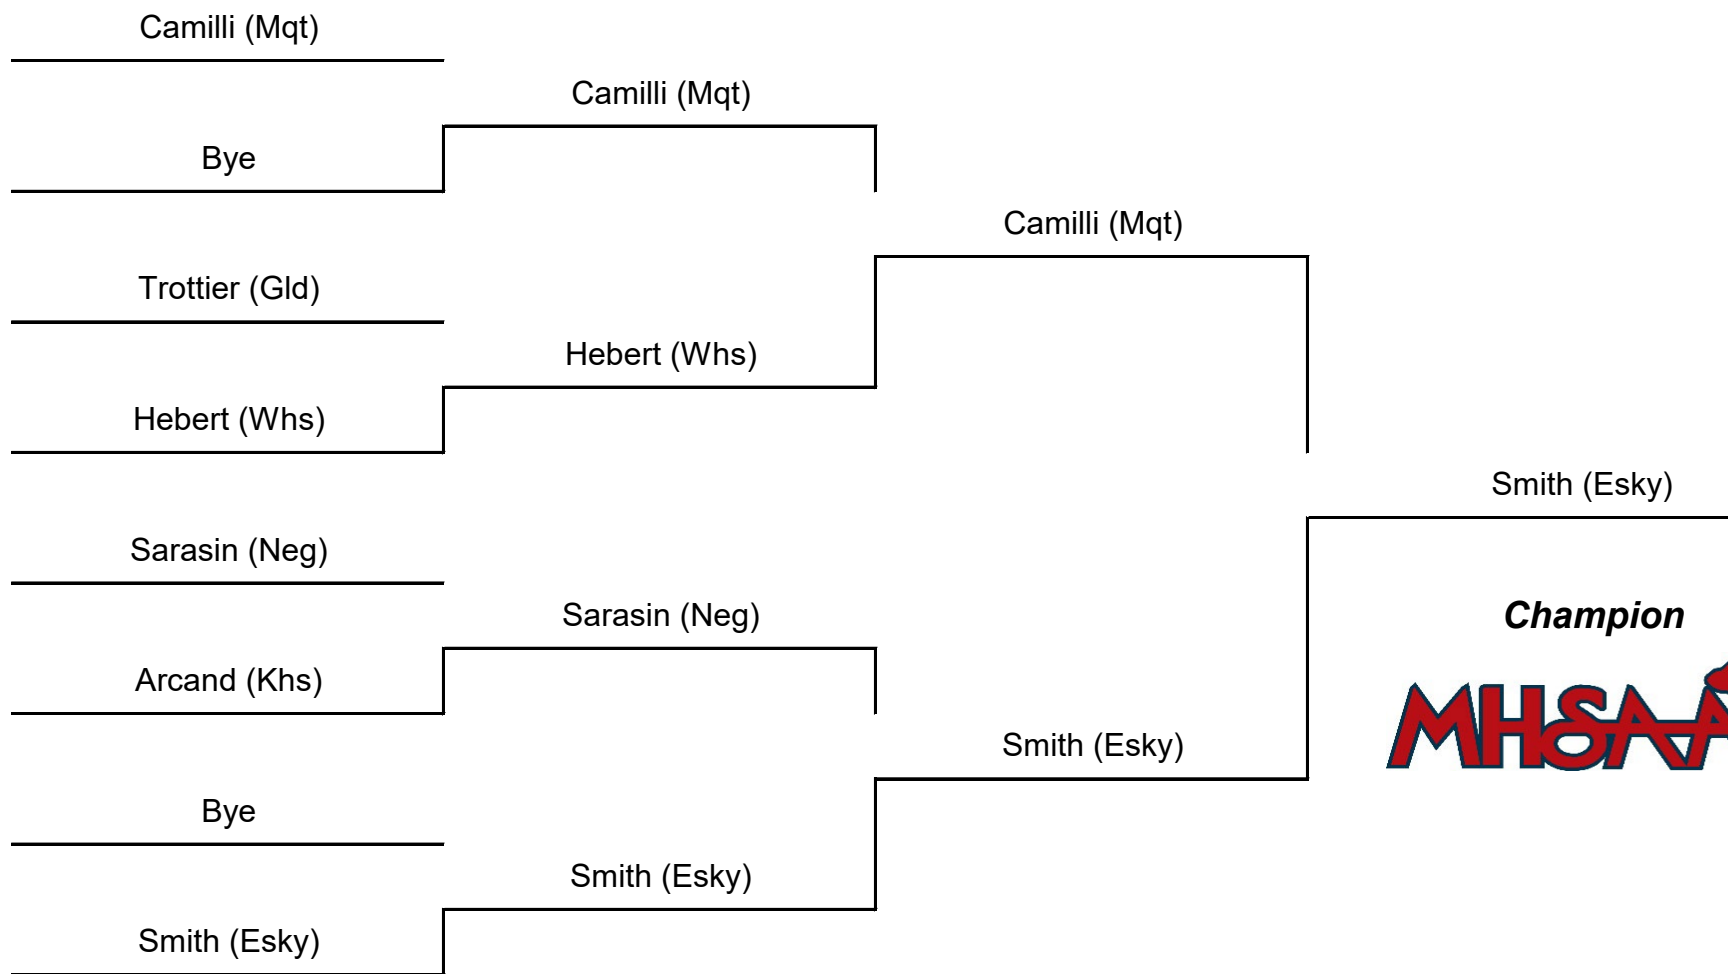 Camilli (Mqt)
Camilli (Mqt)
Bye
Camilli (Mqt)
Trottier (Gld)
Hebert (Whs)
Hebert (Whs)
Smith (Esky)
Sarasin (Neg)
Champion
Sarasin (Neg)
Arcand (Khs)
MHSAA
Smith (Esky)
Bye
Smith (Esky)
Smith (Esky)